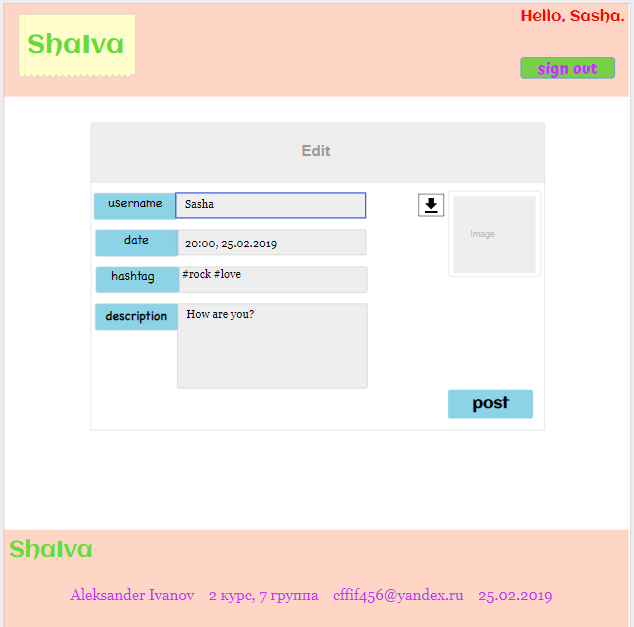 Hello, Sasha.
Shalva
sign out
Edit
username Sasha
Image
date 20:00, 25.02.2019
hashtag #rock #love
description How are you?
post
Shalva
Aleksander Ivanov 2 курс, 7 группа cffif456@yandex.ru 25.02.2019